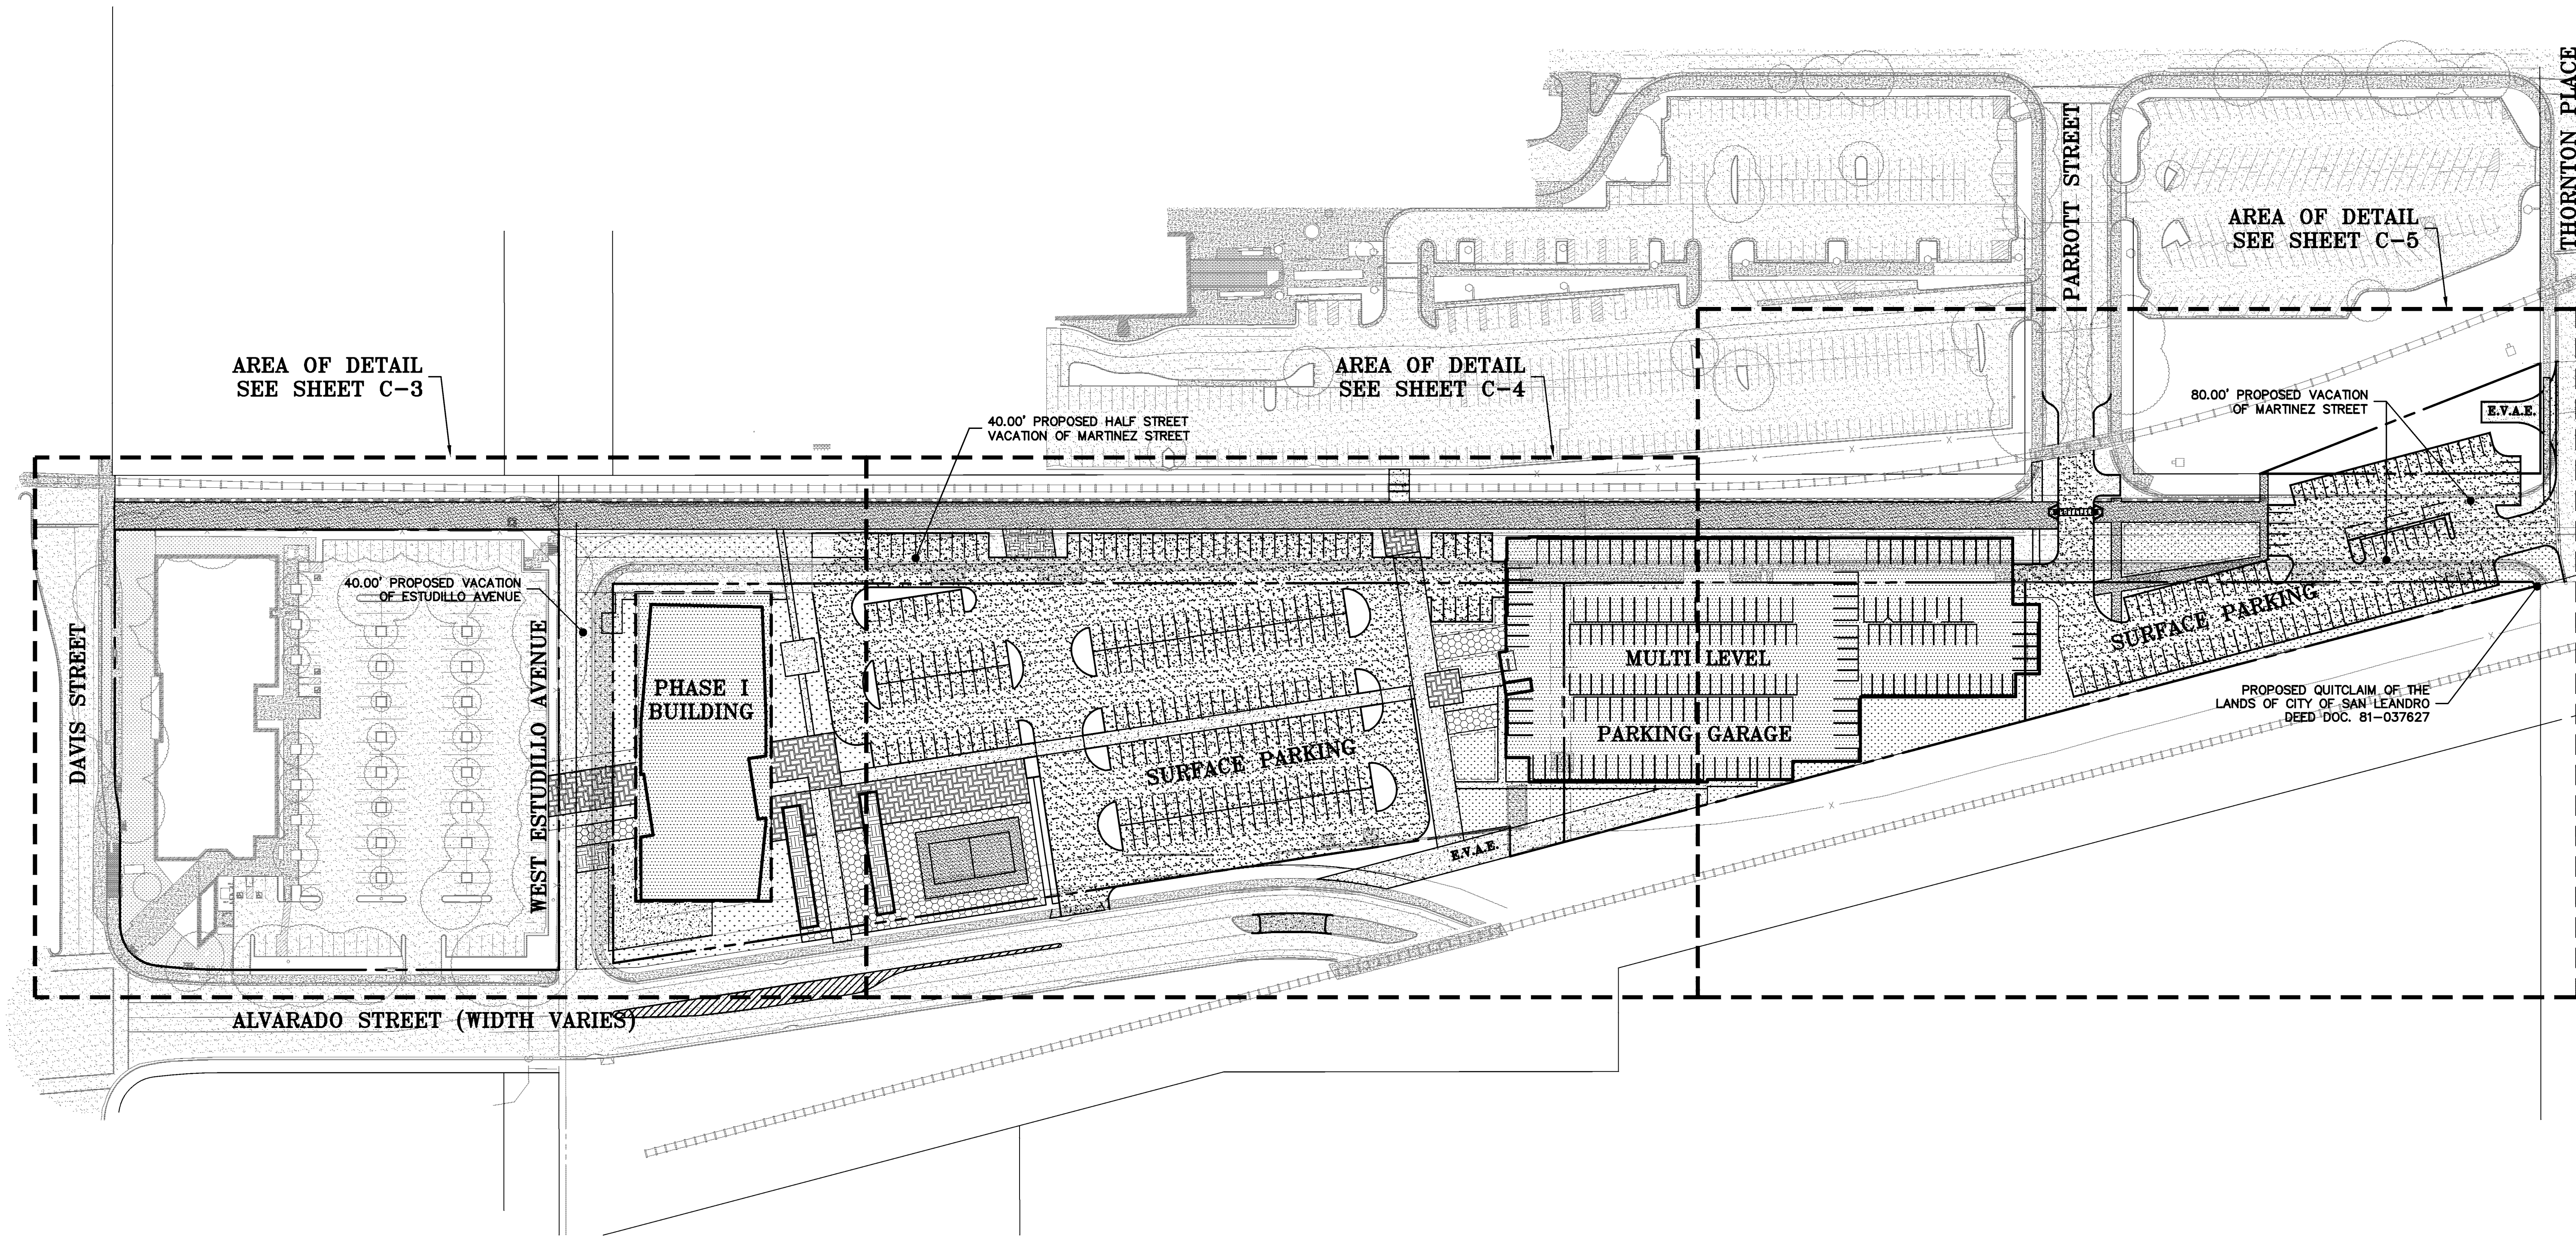 THORNTON PLACE
PARROTT STREET
AREA OF DETAIL
SEE SHEET C-5
AREA OF DETAIL
SEE SHEET C-3
AREA OF DETAIL
SEE SHEET C-4
40.00' PROPOSED HALF STREET
VACATION OF MARTINEZ STREET
80.00' PROPOSED VACATION
OF MARTINEZ STREET
E.V.A.E.
40.00' PROPOSED VACATION
OF ESTUDILLO AVENUE
DAVIS STREET
WEST ESTUDILLO AVENUE
PHASE I
BUILDING
SURFACE PARKING
MULTI LEVEL
PARKING GARAGE
SURFACE PARKING
PROPOSED QUITCLAIM OF THE
LANDS OF CITY OF SAN LEANDRO
DEED DOC. 81-037627
E.V.A.E.
ALVARADO STREET (WIDTH VARIES)